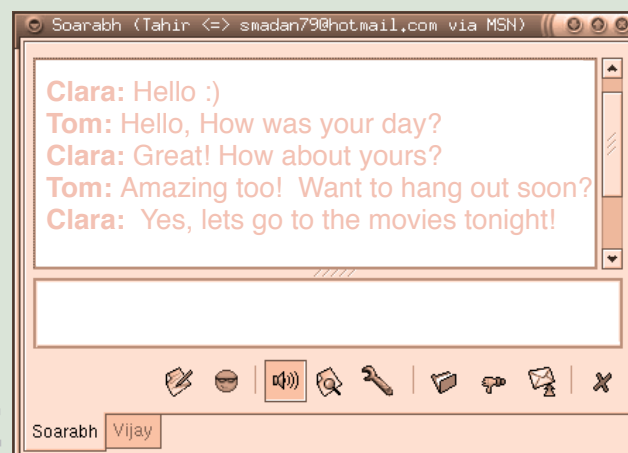 Soarabh (Tahir <=> smadan79@hotmail.com via MSN)
Clara: Hello :)
Tom: Hello, How was your day?
Clara: Great! How about yours?
Tom: Amazing too! Want to hang out soon?
Clara: Yes, lets go to the movies tonight!
Soarabh
Vijay